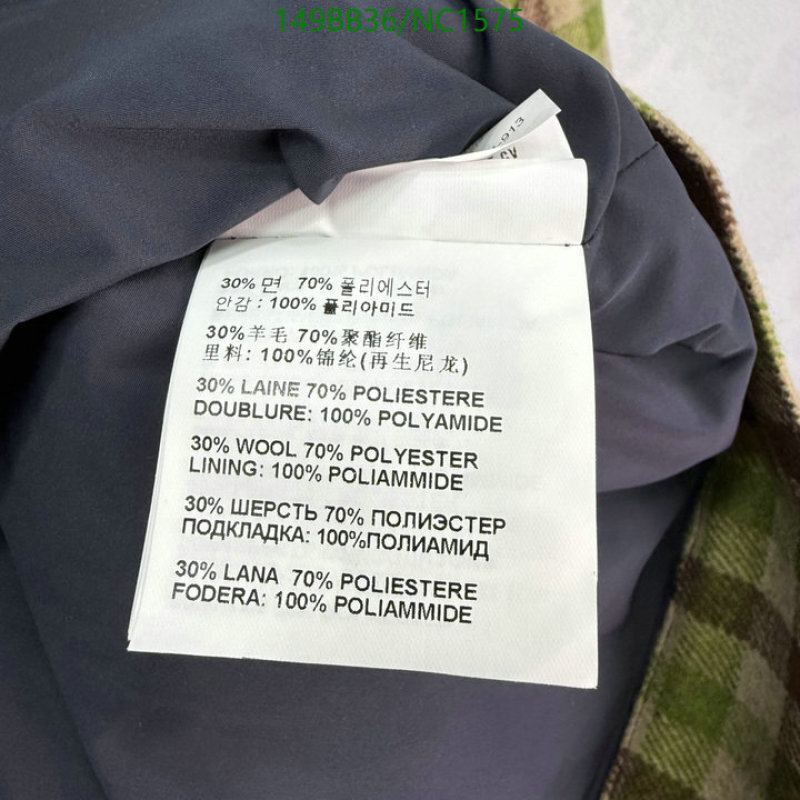 149BB36/NC1575
-913
30% 면 70% 폴리에스터
안감 : 100% 폴리아미드
30%羊毛 70%聚酯纤维
里料: 100%锦纶(再生尼龙)
30% LAINE 70% POLIESTERE
DOUBLURE: 100% POLYAMIDE
30% WOOL 70% POLYESTER
LINING: 100% POLIAMMIDE
30% ШЕРСТЬ 70% ПОЛИЭСТЕР
ПОДКЛАДКА: 100%ПОЛИАМИД
30% LANA 70% POLIESTERE
FODERA: 100% POLIAMMIDE